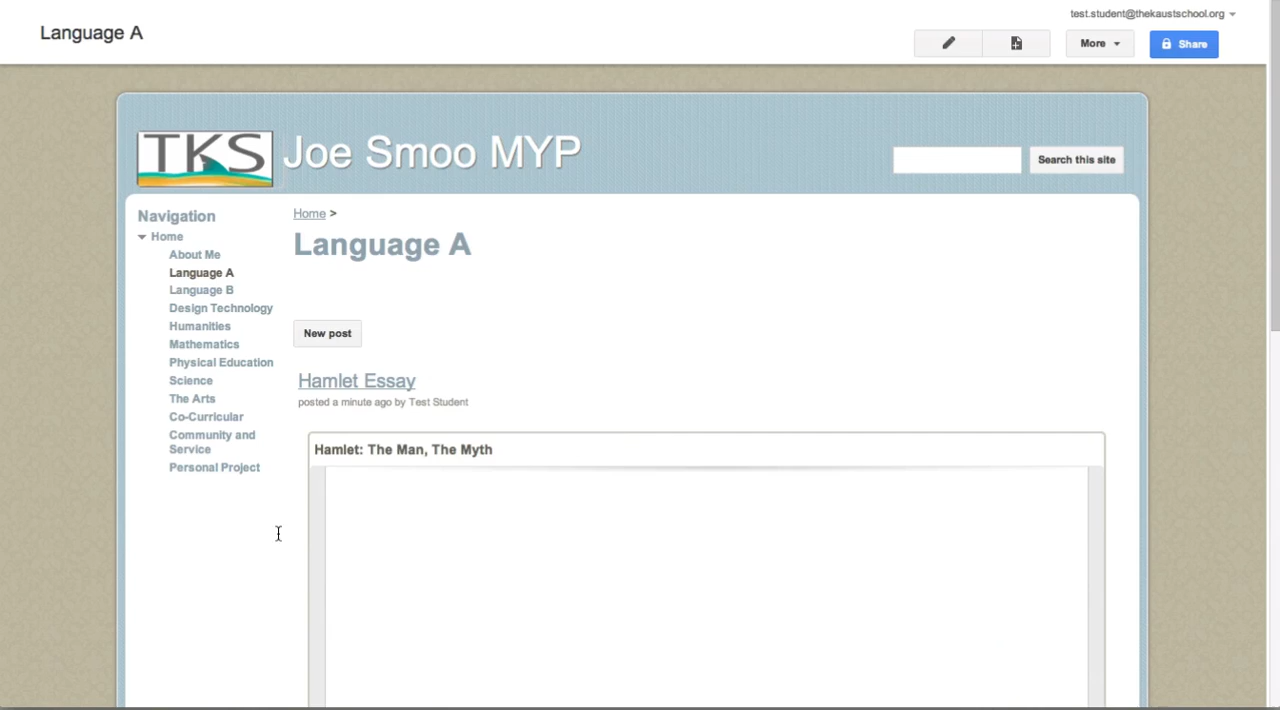 test.student@thekaustschool.org
Language A
More
Share
TKS
Joe Smoo MYP
Search this site
Navigation
Home
About Me
Language A
Language B
Design Technology
Humanities
Mathematics
Physical Education
Science
The Arts
Co-Curricular
Community and
Service
Personal Project
Home >
Language A
New post
Hamlet Essay
posted a minute ago by Test Student
Hamlet: The Man, The Myth